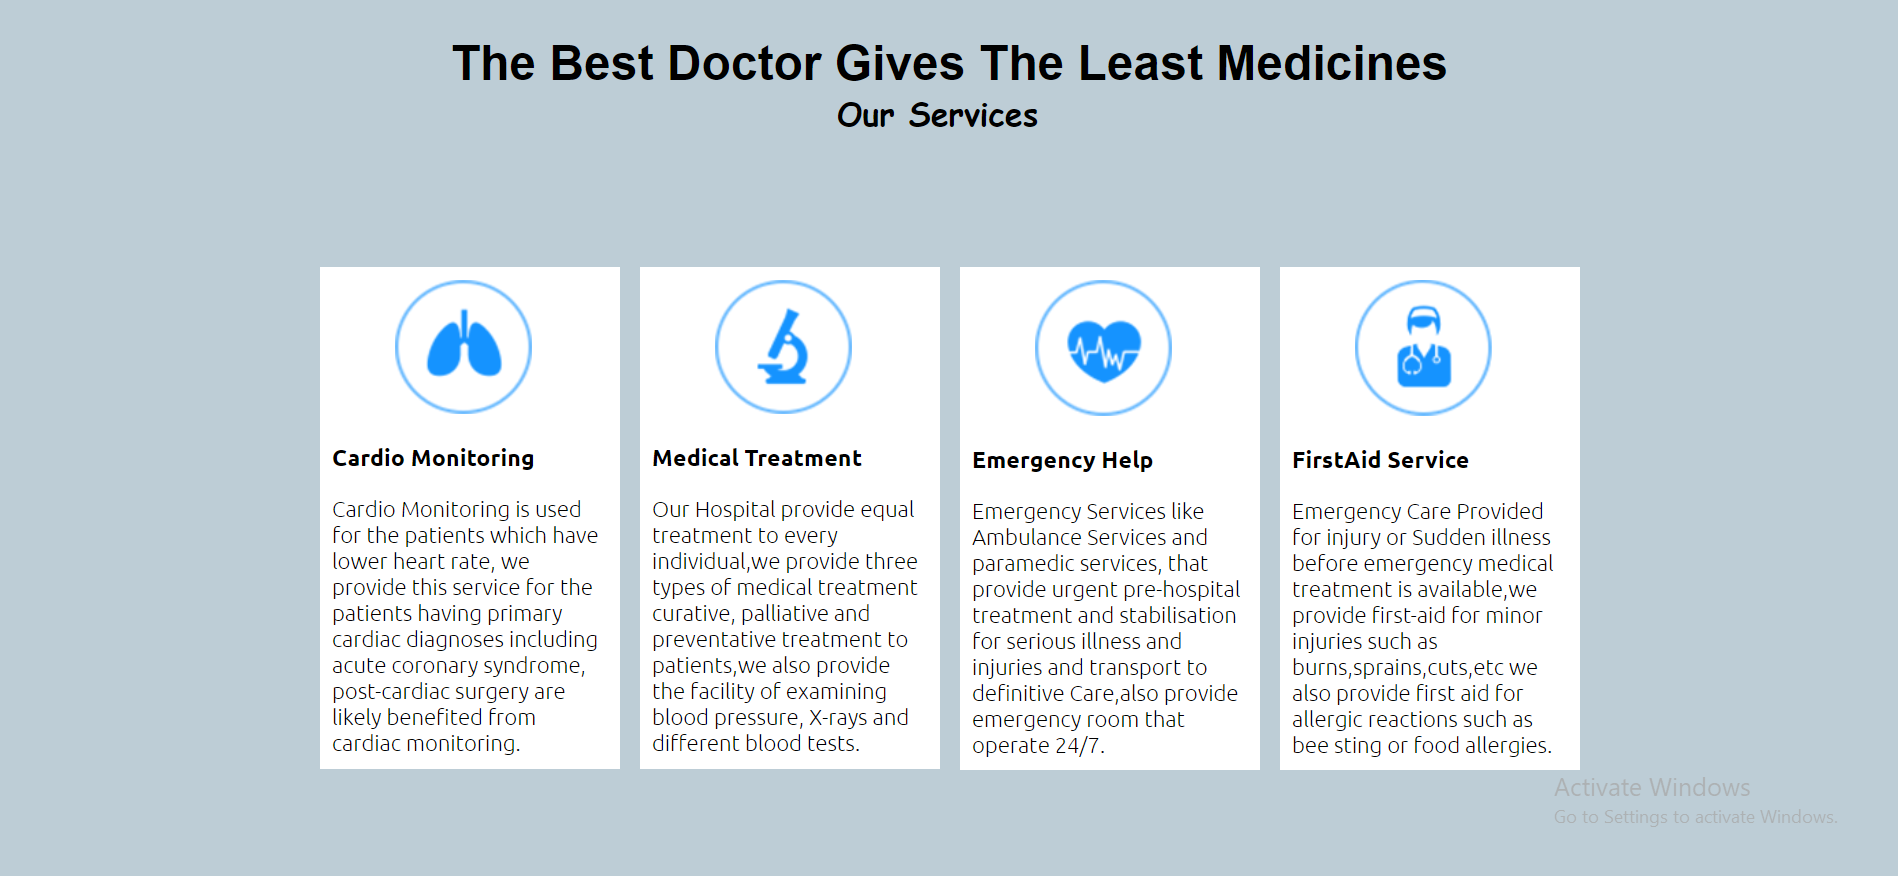 The Best Doctor Gives The Least Medicines
Our Services
Cardio Monitoring
Cardio Monitoring is used
for the patients which have
lower heart rate, we
provide this service for the
patients having primary
cardiac diagnoses including
acute coronary syndrome,
post-cardiac surgery are
likely benefited from
cardiac monitoring.
Medical Treatment
Our Hospital provide equal
treatment to every
individual,we provide three
types of medical treatment
curative, palliative and
preventative treatment to
patients,we also provide
the facility of examining
blood pressure, X-rays and
different blood tests.
Emergency Help
Emergency Services like
Ambulance Services and
paramedic services, that
provide urgent pre-hospital
treatment and stabilisation
for serious illness and
injuries and transport to
definitive Care,also provide
emergency room that
operate 24/7.
FirstAid Service
Emergency Care Provided
for injury or Sudden illness
before emergency medical
treatment is available,we
provide first-aid for minor
injuries such as
burns,sprains,cuts,etc we
also provide first aid for
allergic reactions such as
bee sting or food allergies.
Activate Windows
Go to Settings to activate Windows.